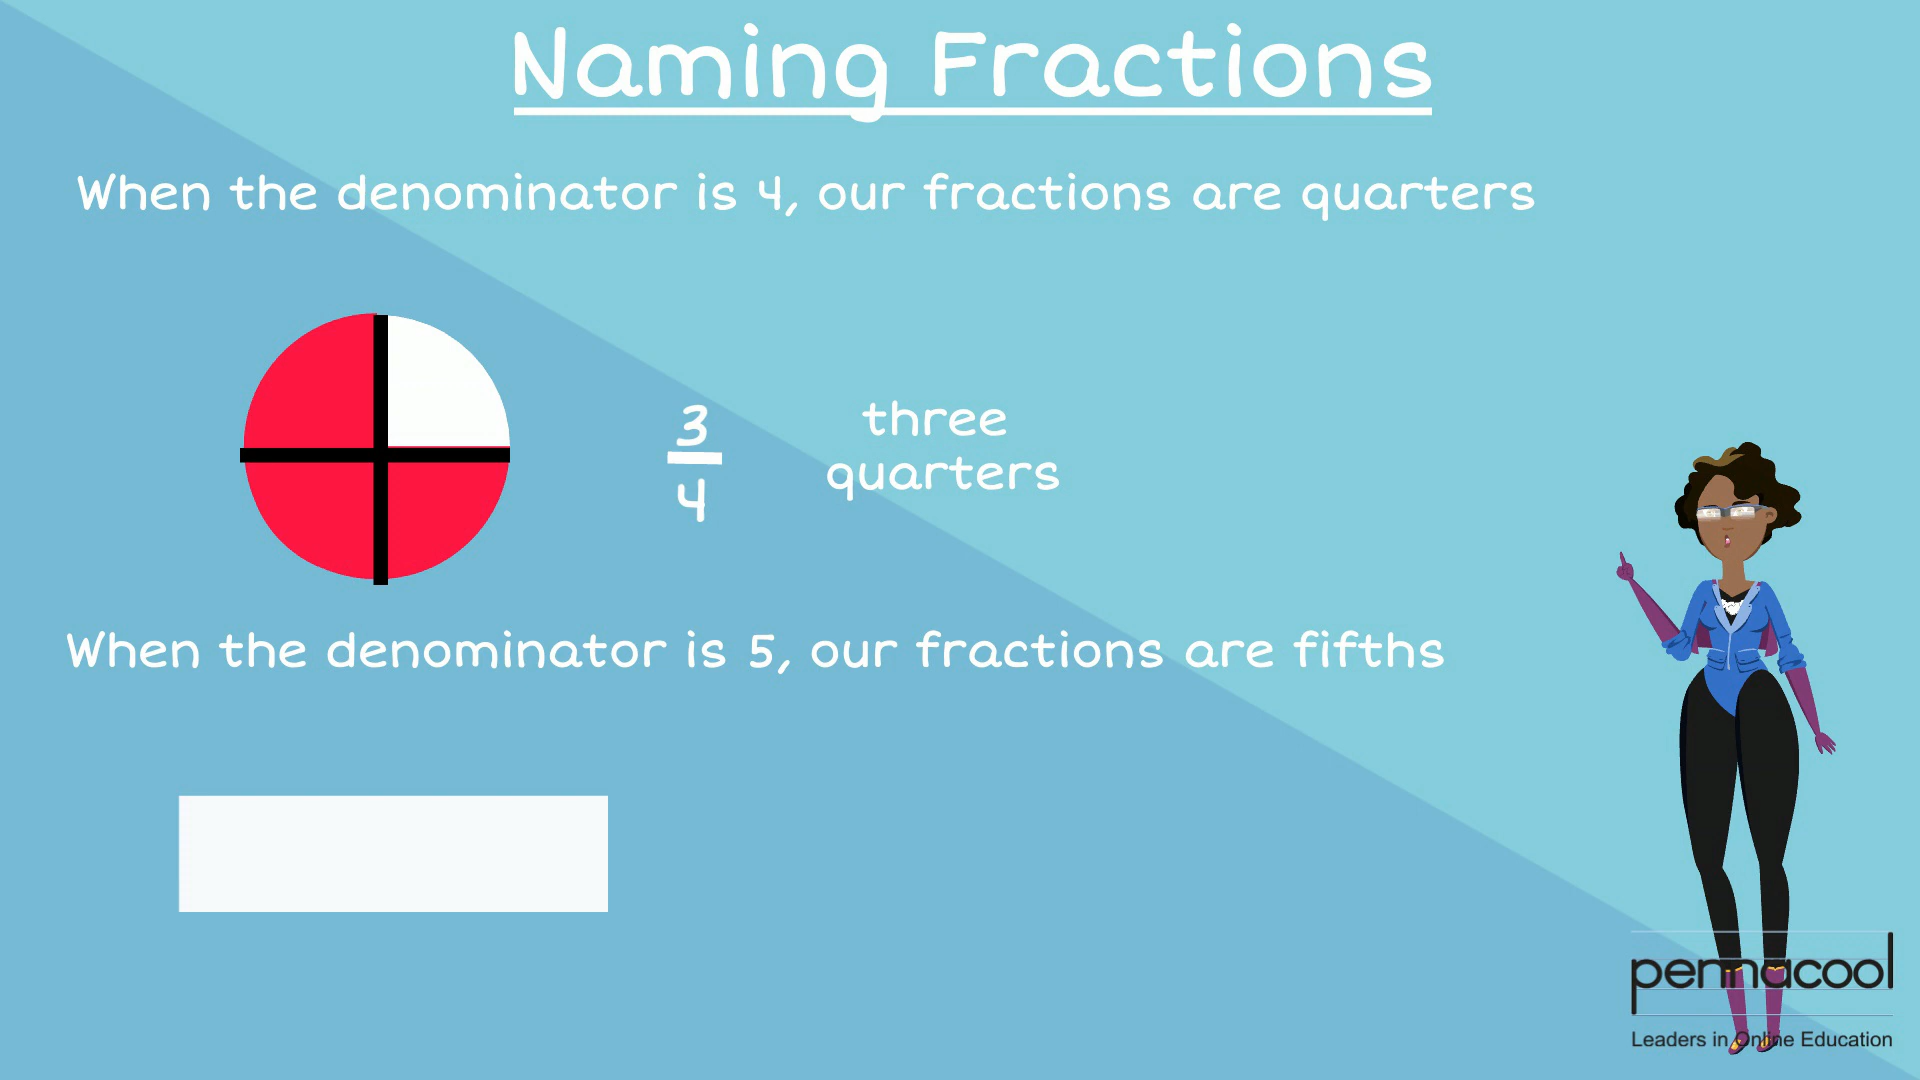 Naming Fractions
When the denominator is 4, our fractions are quarters
3
4
three
quarters
When the denominator is 5, our fractions are fifths
pennacool
Leaders in Online Education